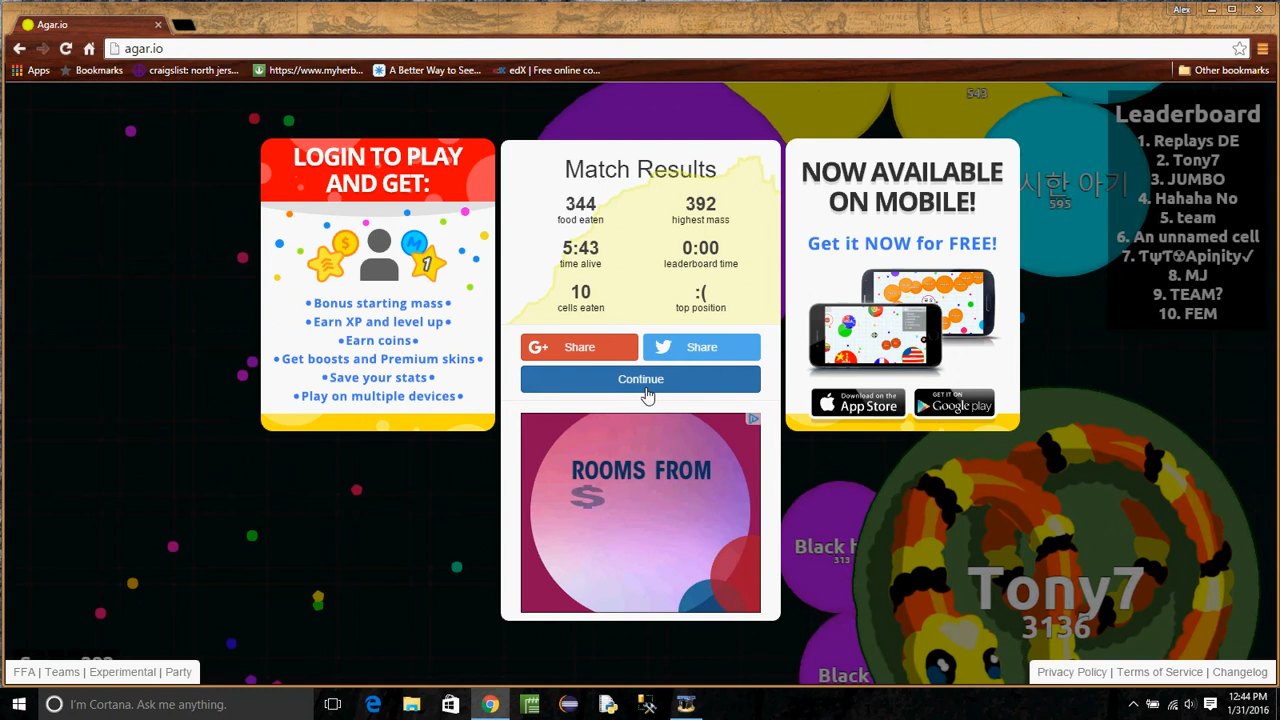 Agar.io
Alex
agar.io
Apps
Bookmarks
craigslist: north jers...
https://www.myherb...
A Better Way to See...
edX | Free online co...
Other bookmarks
LOGIN TO PLAY
AND GET:
M
1
• Bonus starting mass •
• Earn XP and level up •
• Earn coins •
• Get boosts and Premium skins •
• Save your stats •
• Play on multiple devices •
Match Results
344
food eaten
392
highest mass
5:43
time alive
0:00
leaderboard time
10
cells eaten
:(
top position
G+ Share
Share
Continue
ROOMS FROM
$
NOW AVAILABLE
ON MOBILE!
Get it NOW for FREE!
Download on the
App Store
GET IT ON
Google play
543
시한 아기
595
Leaderboard
1. Replays DE
2. Tony7
3. JUMBO
4. Hahaha No
5. team
6. An unnamed cell
7. TψT☢Apiηity✓
8. MJ
9. TEAM?
10. FEM
Black h
313
Black
Tony7
3136
FFA | Teams | Experimental | Party
Privacy Policy | Terms of Service | Changelog
I'm Cortana. Ask me anything.
12:44 PM
1/31/2016